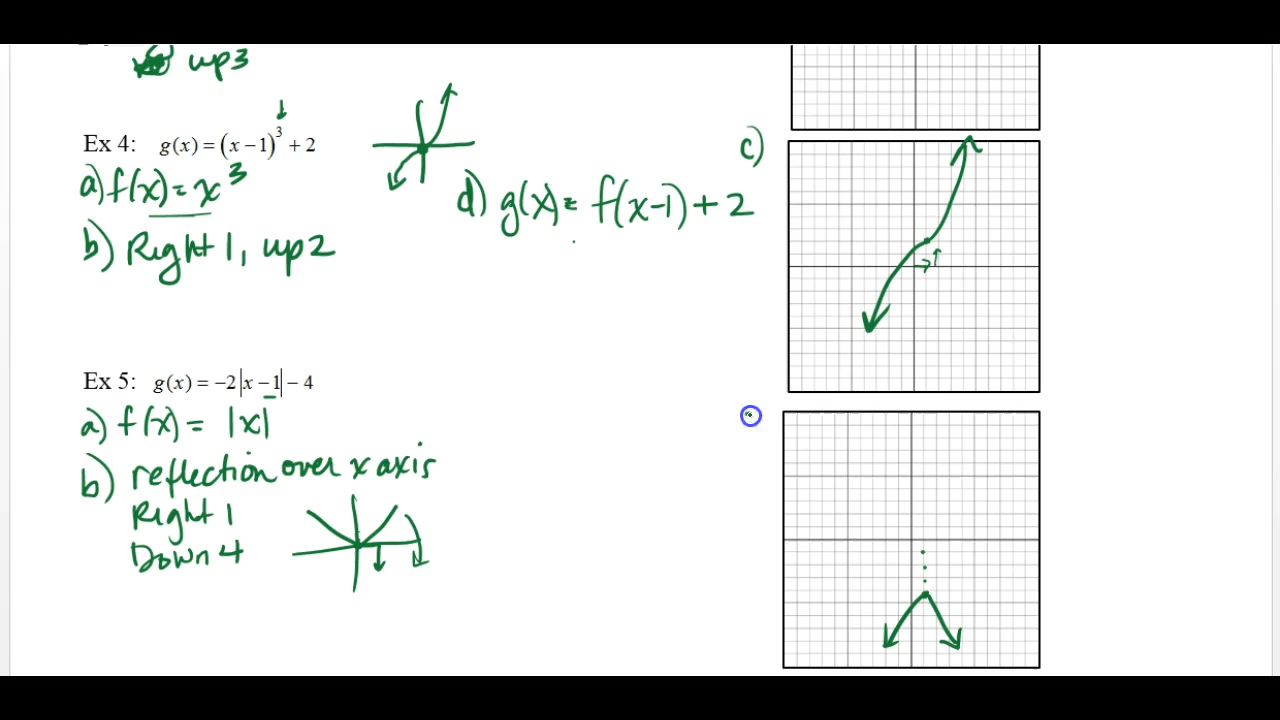 up3
Ex 4: g(x) = (x − 1)³ + 2
a) f(x) = x³
b) Right 1, up 2
d) g(x) = f(x-1) + 2
c)
Ex 5: g(x) = −2|x − 1| − 4
a) f(x) = |x|
b) reflection over x axis
Right 1
Down 4